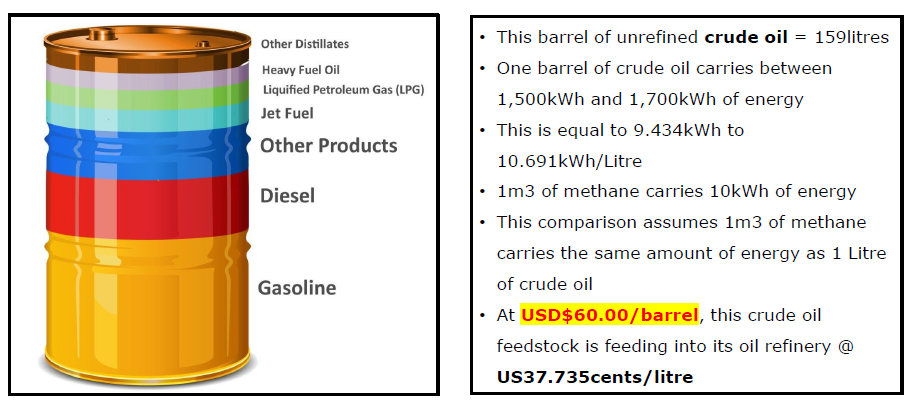 Other Distillates
Heavy Fuel Oil
Liquified Petroleum Gas (LPG)
Jet Fuel
Other Products
Diesel
Gasoline
• This barrel of unrefined crude oil = 159litres
• One barrel of crude oil carries between
1,500kWh and 1,700kWh of energy
• This is equal to 9.434kWh to
10.691kWh/Litre
• 1m3 of methane carries 10kWh of energy
• This comparison assumes 1m3 of methane
carries the same amount of energy as 1 Litre
of crude oil
• At USD$60.00/barrel, this crude oil
feedstock is feeding into its oil refinery @
US37.735cents/litre